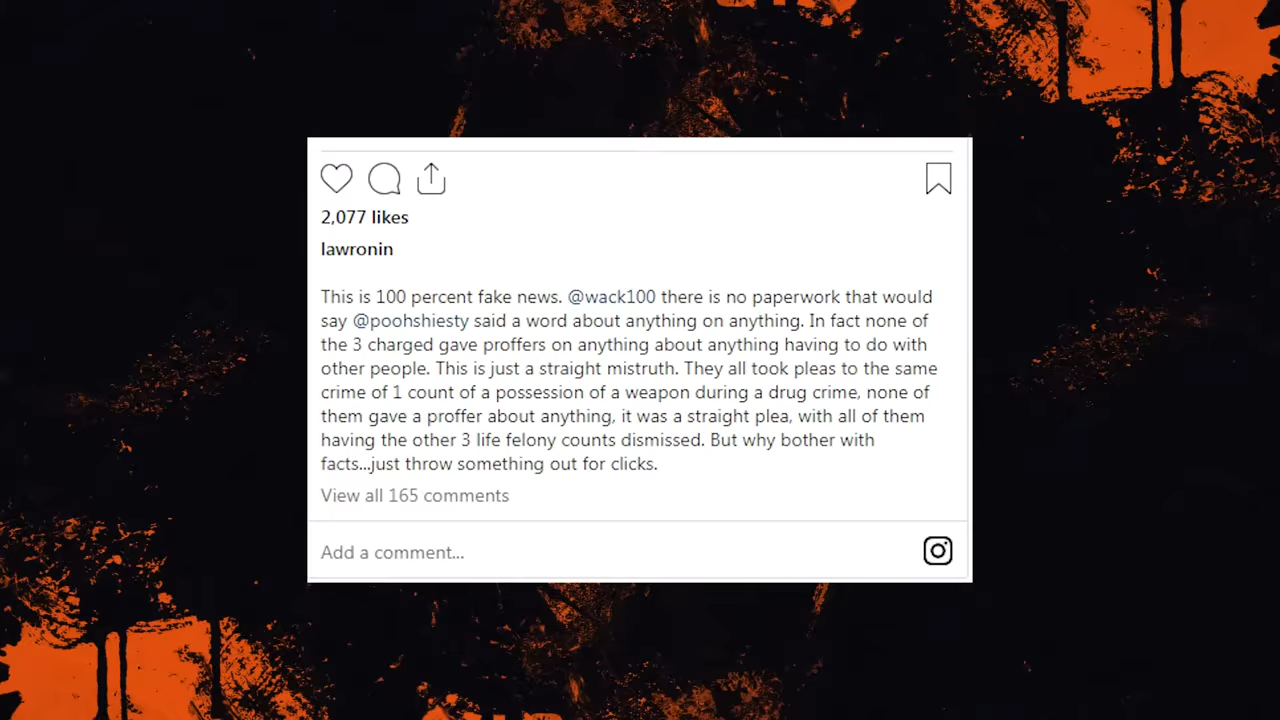 2,077 likes
lawronin
This is 100 percent fake news. @wack100 there is no paperwork that would
say @poohshiesty said a word about anything on anything. In fact none of
the 3 charged gave proffers on anything about anything having to do with
other people. This is just a straight mistruth. They all took pleas to the same
crime of 1 count of a possession of a weapon during a drug crime, none of
them gave a proffer about anything, it was a straight plea, with all of them
having the other 3 life felony counts dismissed. But why bother with
facts...just throw something out for clicks.
View all 165 comments
Add a comment...